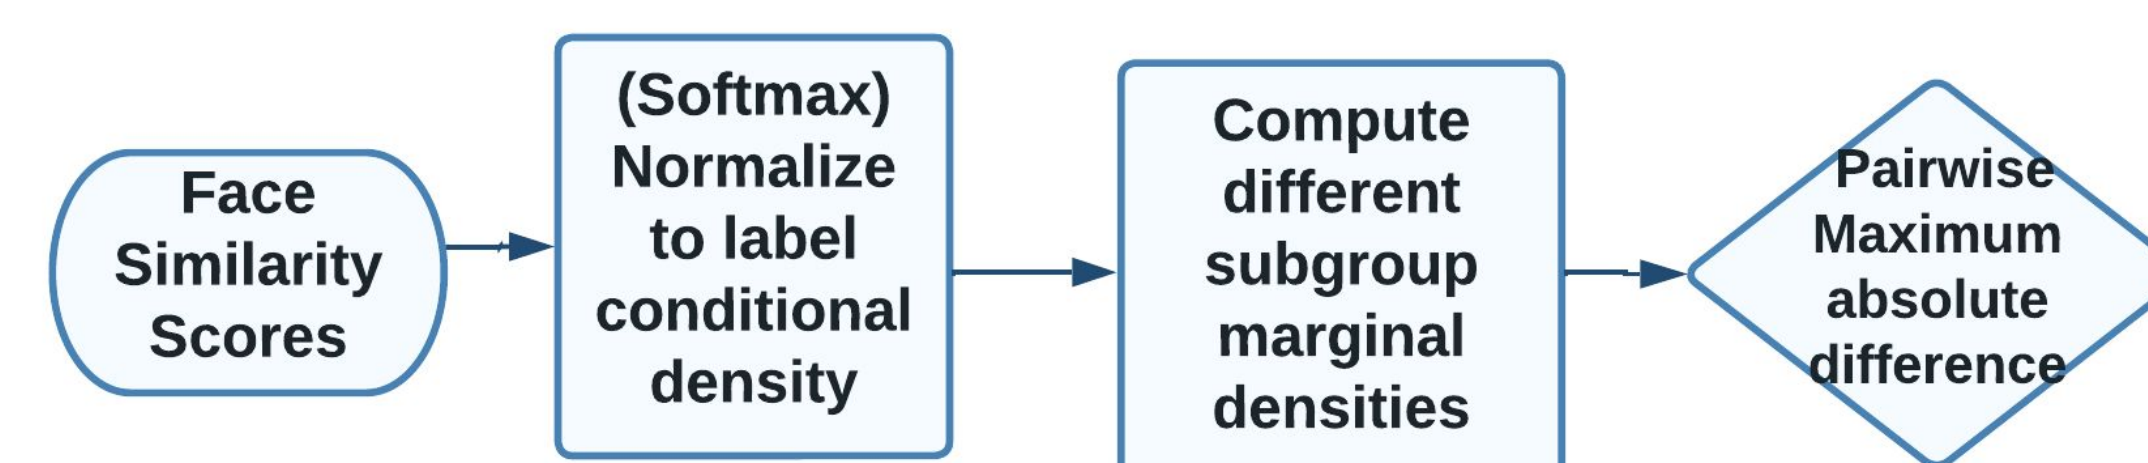 Face
Similarity
Scores
(Softmax)
Normalize
to label
conditional
density
Compute
different
subgroup
marginal
densities
Pairwise
Maximum
absolute
difference